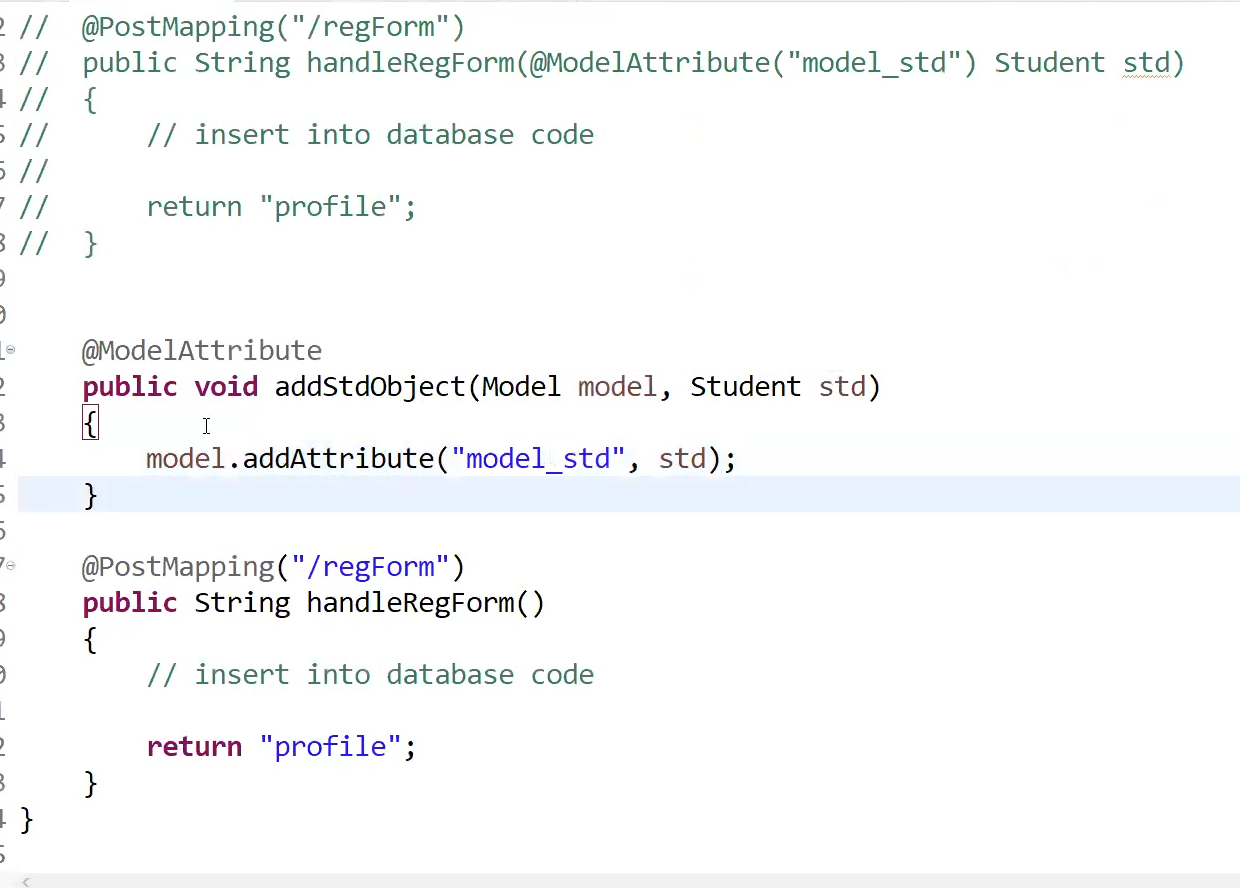 2 //  @PostMapping("/regForm")
3 //  public String handleRegForm(@ModelAttribute("model_std") Student std)
4 //  {
5 //      // insert into database code
6 //
7 //      return "profile";
8 //  }
9
0
1    @ModelAttribute
2    public void addStdObject(Model model, Student std)
3    {
4        model.addAttribute("model_std", std);
5    }
6
7    @PostMapping("/regForm")
8    public String handleRegForm()
9    {
0        // insert into database code
1
2        return "profile";
3    }
4 }
5